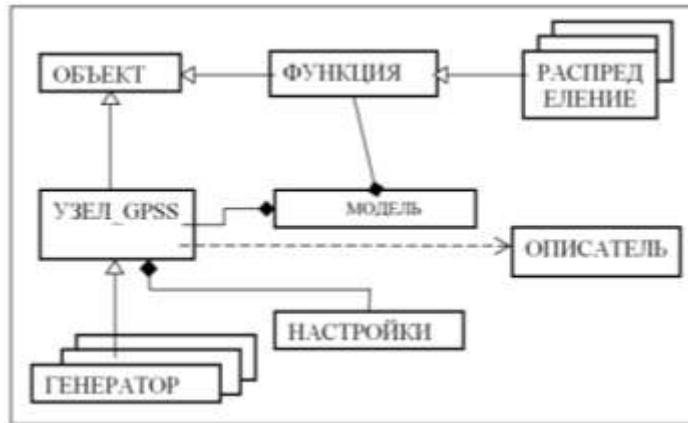 ОБЪЕКТ
ФУНКЦИЯ
РАСПРЕД
ЕЛЕНИЕ
УЗЕЛ_GPSS
МОДЕЛЬ
ОПИСАТЕЛЬ
НАСТРОЙКИ
ГЕНЕРАТОР